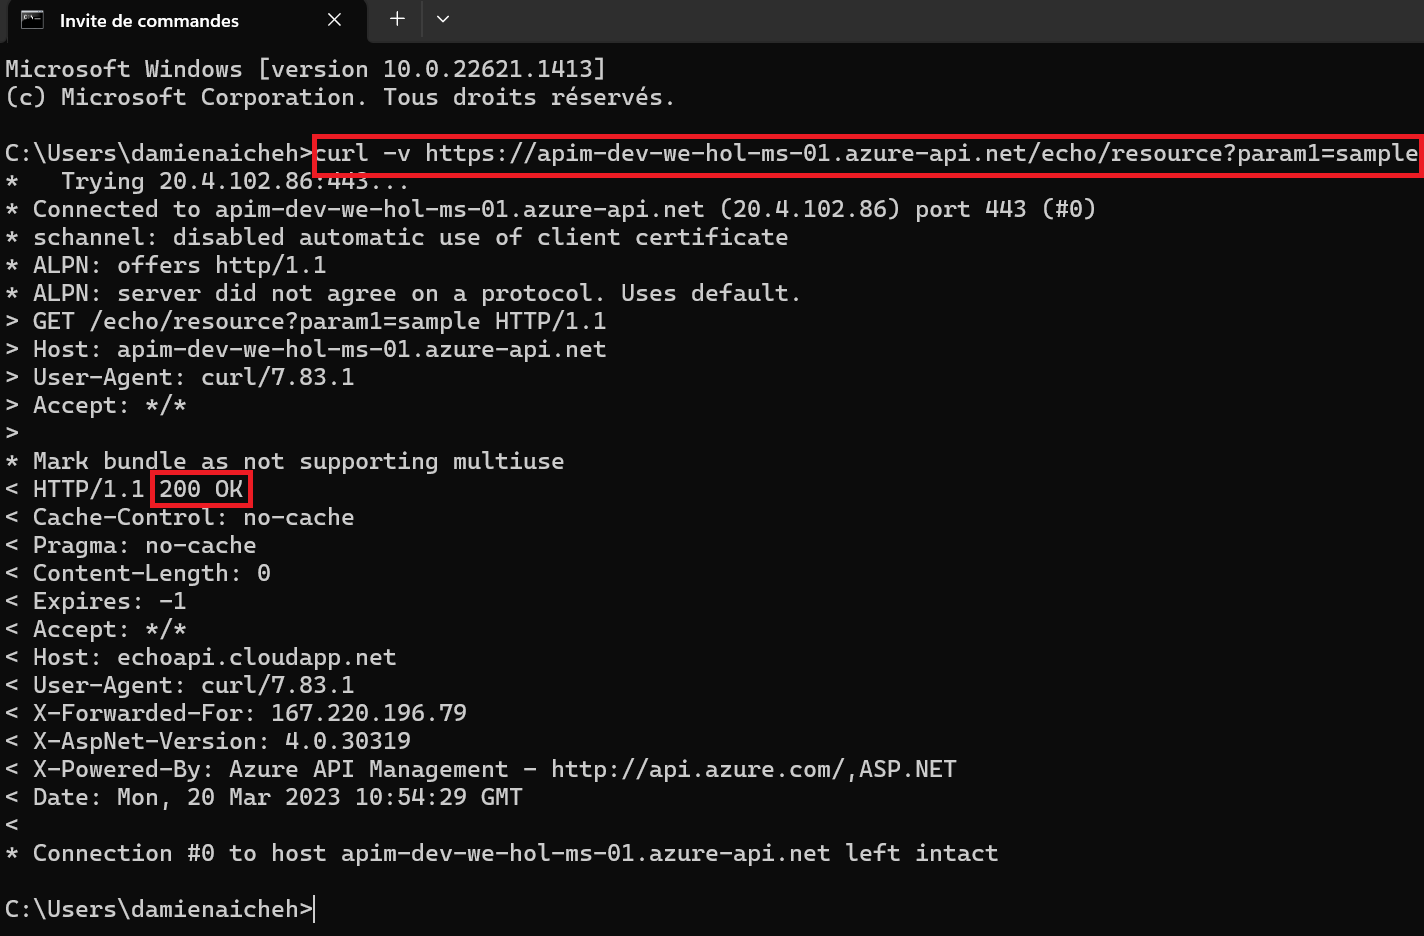 Invite de commandes
Microsoft Windows [version 10.0.22621.1413]
(c) Microsoft Corporation. Tous droits réservés.
C:\Users\damienaicheh>curl -v https://apim-dev-we-hol-ms-01.azure-api.net/echo/resource?param1=sample
*   Trying 20.4.102.86:443...
* Connected to apim-dev-we-hol-ms-01.azure-api.net (20.4.102.86) port 443 (#0)
* schannel: disabled automatic use of client certificate
* ALPN: offers http/1.1
* ALPN: server did not agree on a protocol. Uses default.
> GET /echo/resource?param1=sample HTTP/1.1
> Host: apim-dev-we-hol-ms-01.azure-api.net
> User-Agent: curl/7.83.1
> Accept: */*
>
* Mark bundle as not supporting multiuse
< HTTP/1.1 200 OK
< Cache-Control: no-cache
< Pragma: no-cache
< Content-Length: 0
< Expires: -1
< Accept: */*
< Host: echoapi.cloudapp.net
< User-Agent: curl/7.83.1
< X-Forwarded-For: 167.220.196.79
< X-AspNet-Version: 4.0.30319
< X-Powered-By: Azure API Management - http://api.azure.com/,ASP.NET
< Date: Mon, 20 Mar 2023 10:54:29 GMT
<
* Connection #0 to host apim-dev-we-hol-ms-01.azure-api.net left intact
C:\Users\damienaicheh>